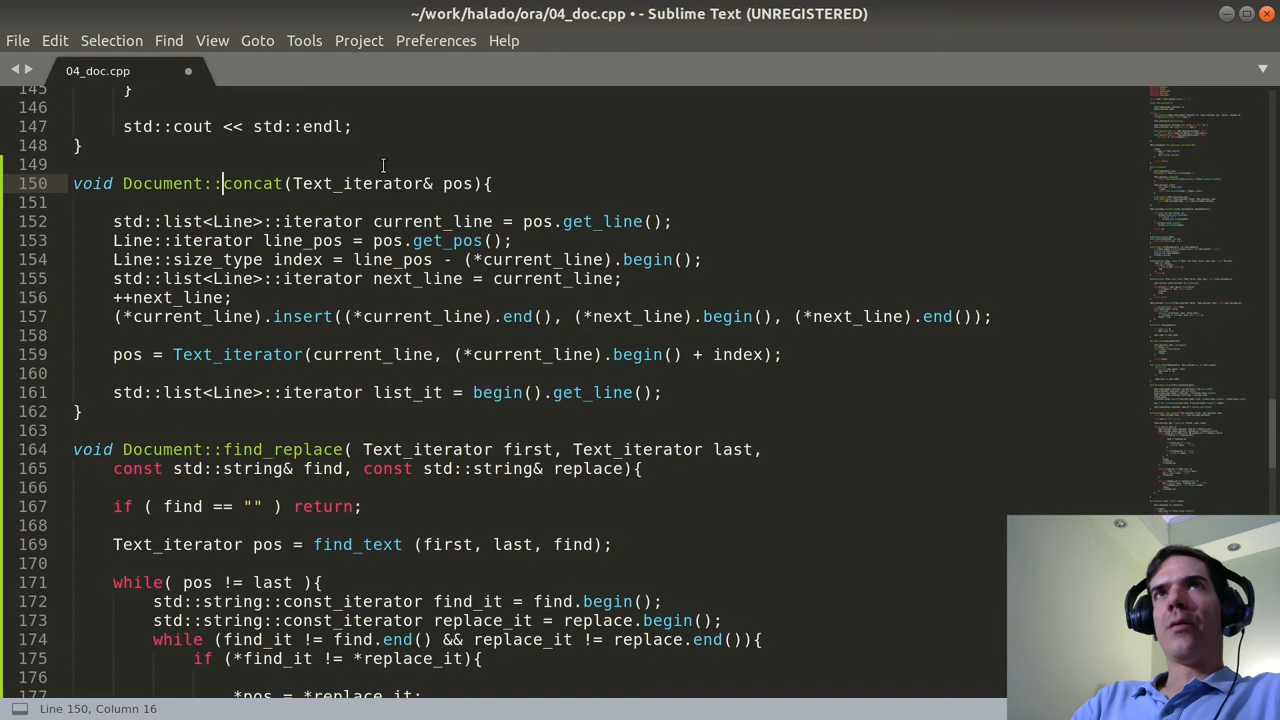 ~/work/halado/ora/04_doc.cpp • - Sublime Text (UNREGISTERED)
File Edit Selection Find View Goto Tools Project Preferences Help
04_doc.cpp
145 }
146
147 std::cout << std::endl;
148 }
149
150 void Document::concat(Text_iterator& pos){
151
152 std::list<Line>::iterator current_line = pos.get_line();
153 Line::iterator line_pos = pos.get_pos();
154 Line::size_type index = line_pos - (*current_line).begin();
155 std::list<Line>::iterator next_line = current_line;
156 ++next_line;
157 (*current_line).insert((*current_line).end(), (*next_line).begin(), (*next_line).end());
158
159 pos = Text_iterator(current_line, (*current_line).begin() + index);
160
161 std::list<Line>::iterator list_it = begin().get_line();
162 }
163
164 void Document::find_replace( Text_iterator first, Text_iterator last,
165 const std::string& find, const std::string& replace){
166
167 if ( find == "" ) return;
168
169 Text_iterator pos = find_text (first, last, find);
170
171 while( pos != last ){
172 std::string::const_iterator find_it = find.begin();
173 std::string::const_iterator replace_it = replace.begin();
174 while (find_it != find.end() && replace_it != replace.end()){
175 if (*find_it != *replace_it){
176
177 *pos = *replace_it;
Line 150, Column 16